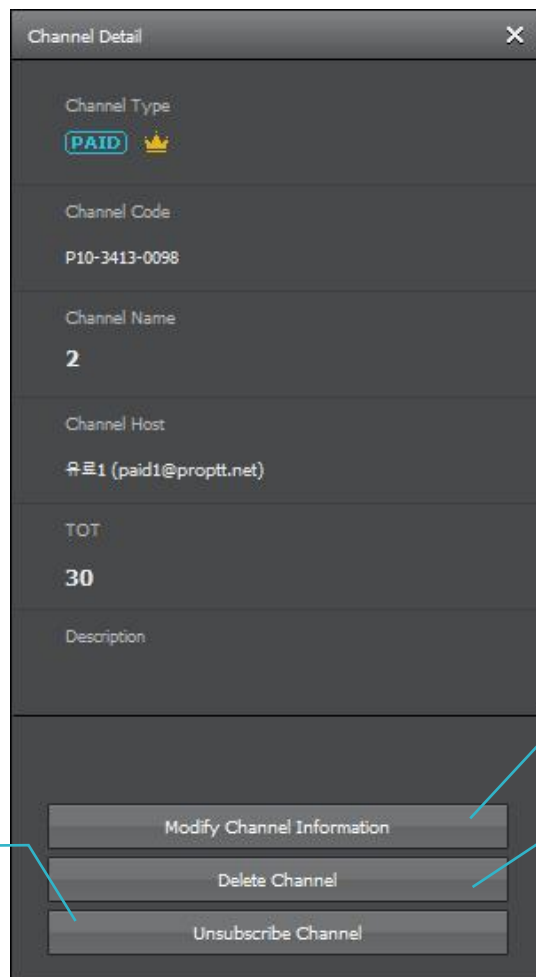 Channel Detail
Channel Type
PAID
Channel Code
P10-3413-0098
Channel Name
2
Channel Host
유료1 (paid1@proptt.net)
TOT
30
Description
Modify Channel Information
Delete Channel
Unsubscribe Channel